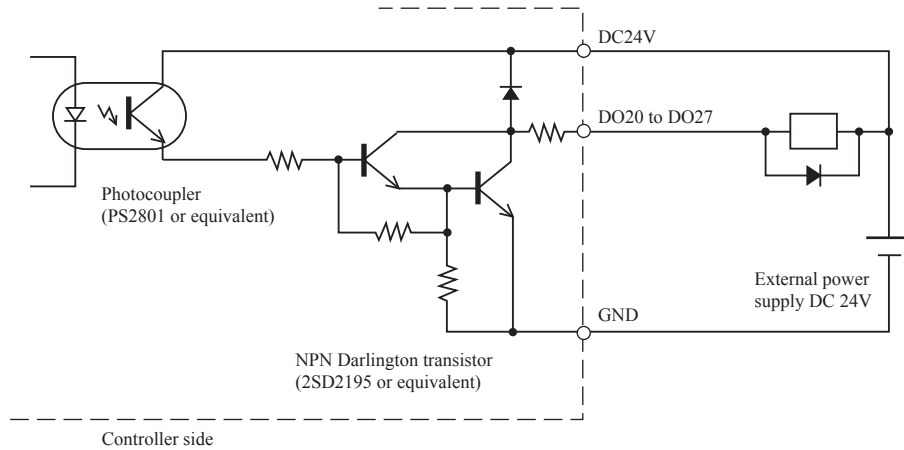 DC24V
DO20 to DO27
Photocoupler
(PS2801 or equivalent)
External power
supply DC 24V
GND
NPN Darlington transistor
(2SD2195 or equivalent)
Controller side